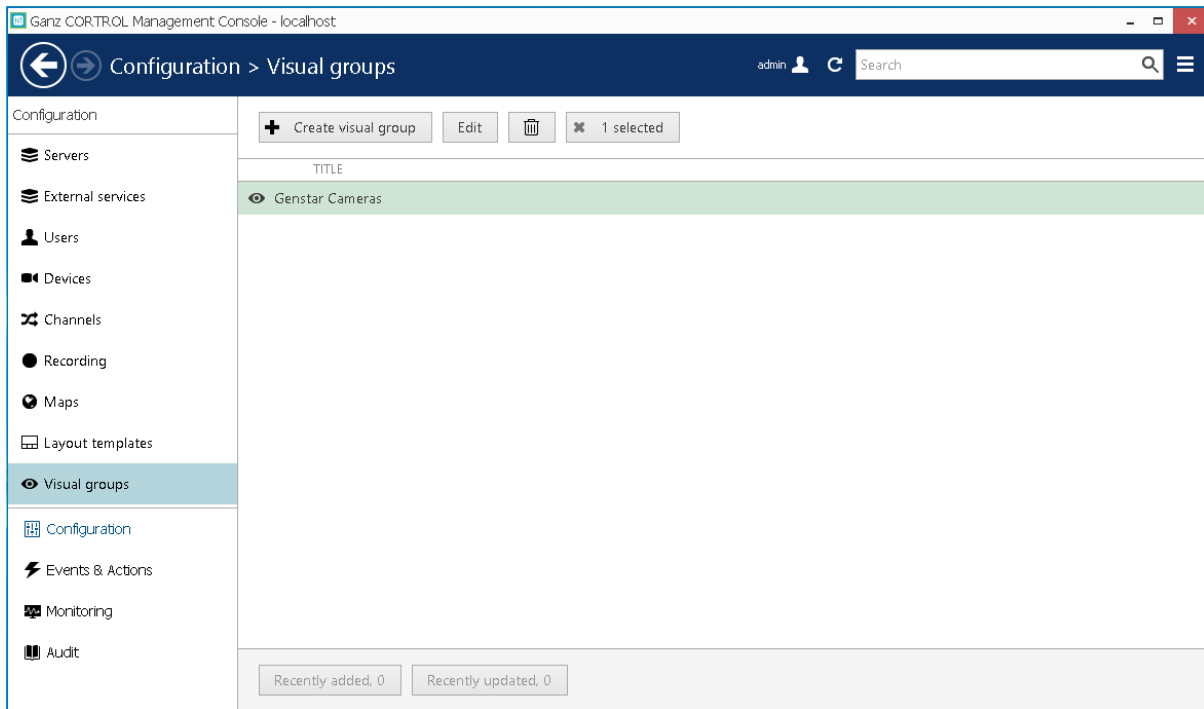 Ganz CORTROL Management Console - localhost
Configuration > Visual groups
admin
Search
Configuration
Servers
External services
Users
Devices
Channels
Recording
Maps
Layout templates
Visual groups
Configuration
Events & Actions
Monitoring
Audit
Create visual group
Edit
1 selected
TITLE
Genstar Cameras
Recently added, 0
Recently updated, 0